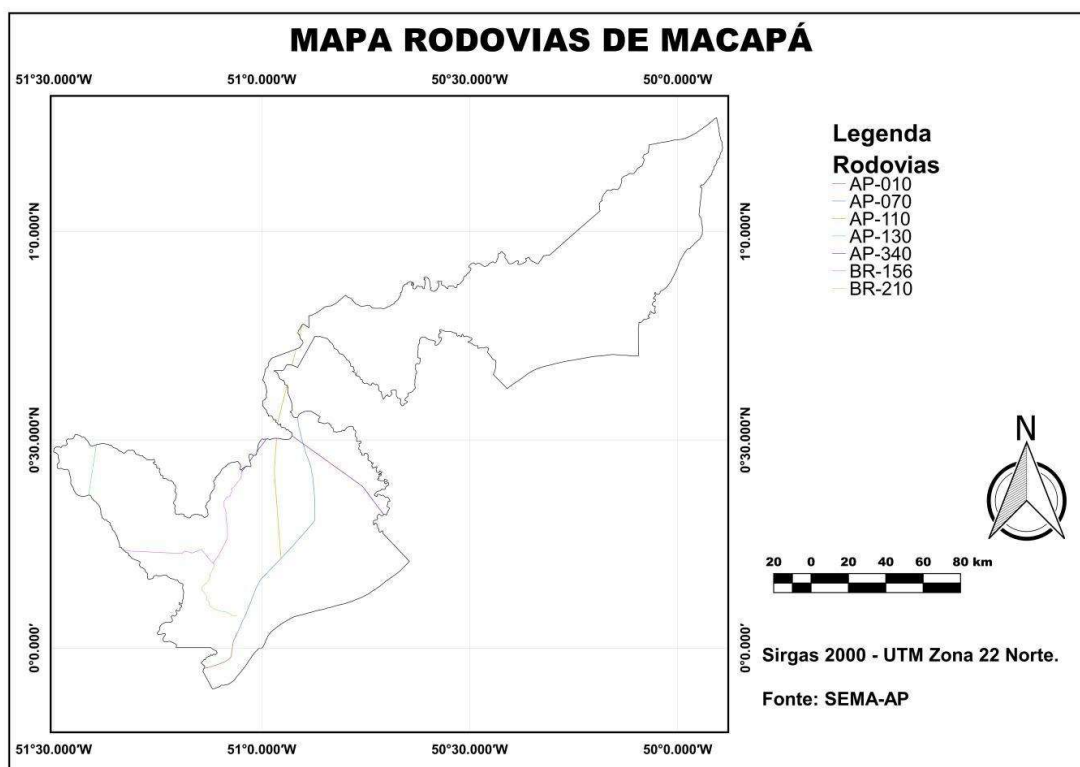 MAPA RODOVIAS DE MACAPÁ
51°30.000'W 51°0.000'W 50°30.000'W 50°0.000'W
1°0.000'N 1°0.000'N
0°30.000'N 0°30.000'N
0°0.000' 0°0.000'
51°30.000'W 51°0.000'W 50°30.000'W 50°0.000'W
Legenda
Rodovias
AP-010
AP-070
AP-110
AP-130
AP-340
BR-156
BR-210
N
20 0 20 40 60 80 km
Sirgas 2000 - UTM Zona 22 Norte.
Fonte: SEMA-AP